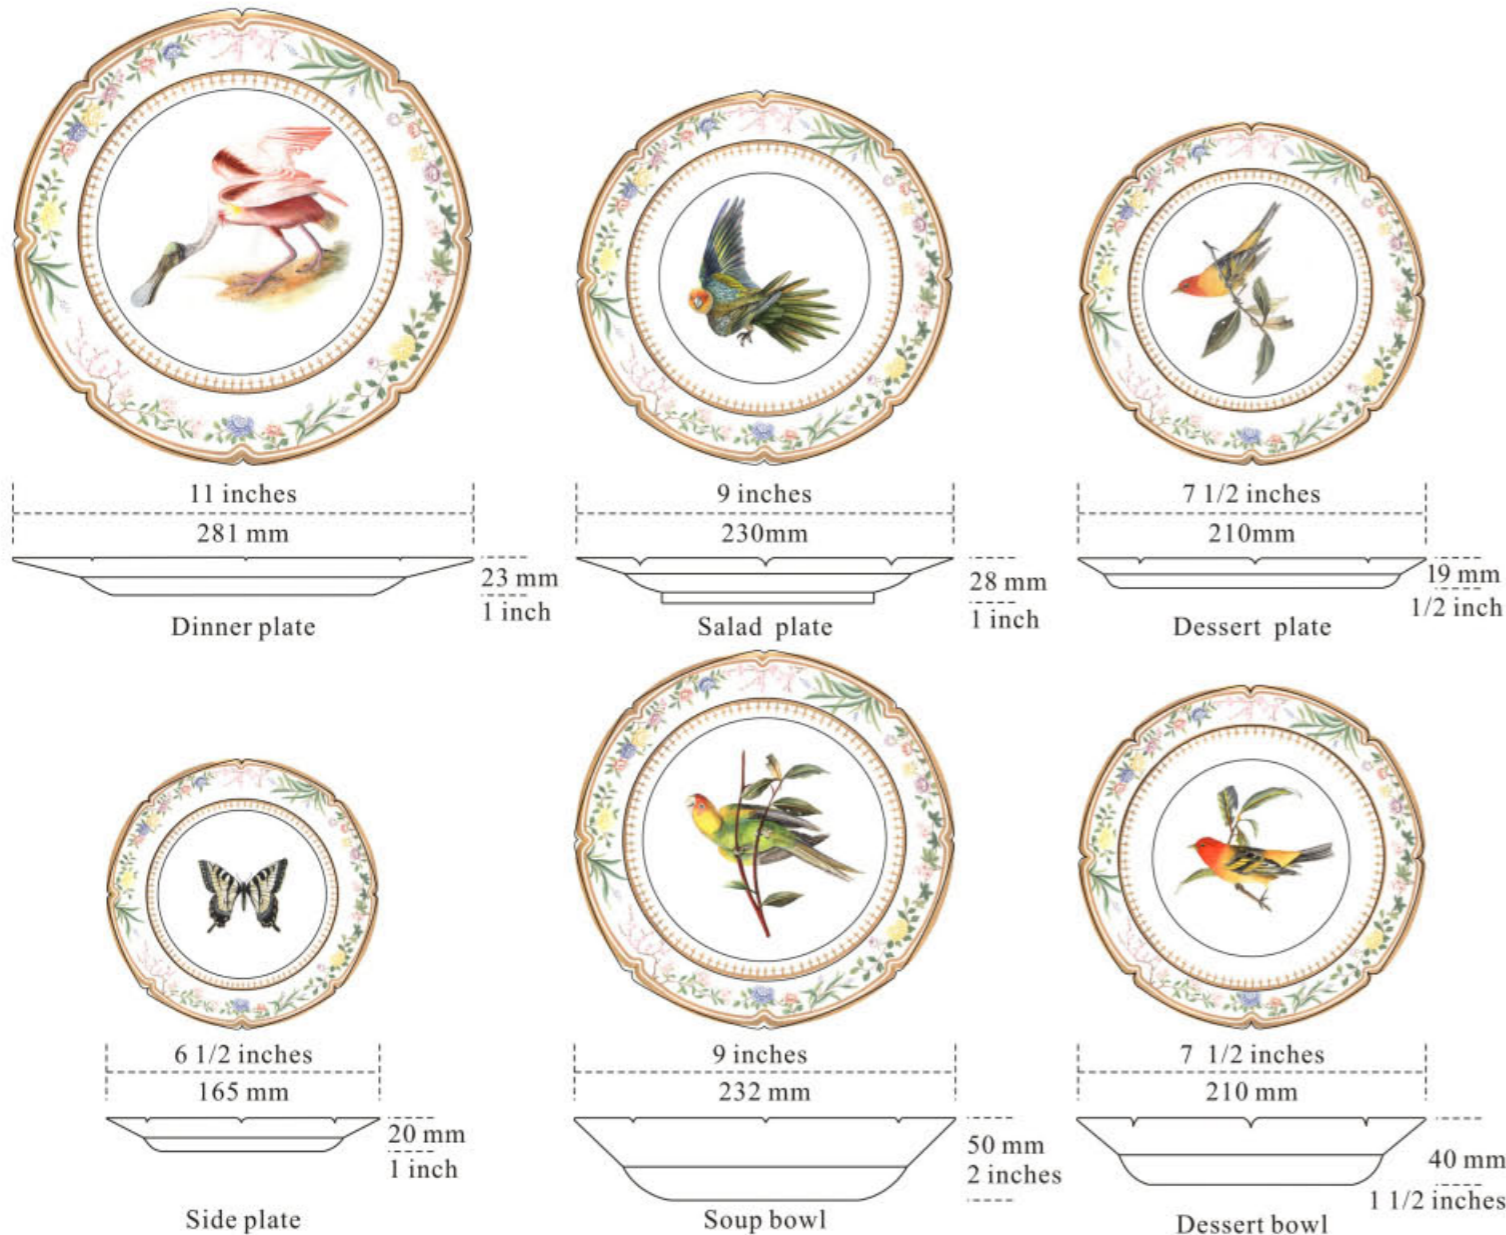 11 inches
281 mm
23 mm
1 inch
Dinner plate
9 inches
230mm
28 mm
1 inch
Salad plate
7 1/2 inches
210mm
19 mm
1/2 inch
Dessert plate
6 1/2 inches
165 mm
20 mm
1 inch
Side plate
9 inches
232 mm
50 mm
2 inches
Soup bowl
7 1/2 inches
210 mm
40 mm
1 1/2 inches
Dessert bowl